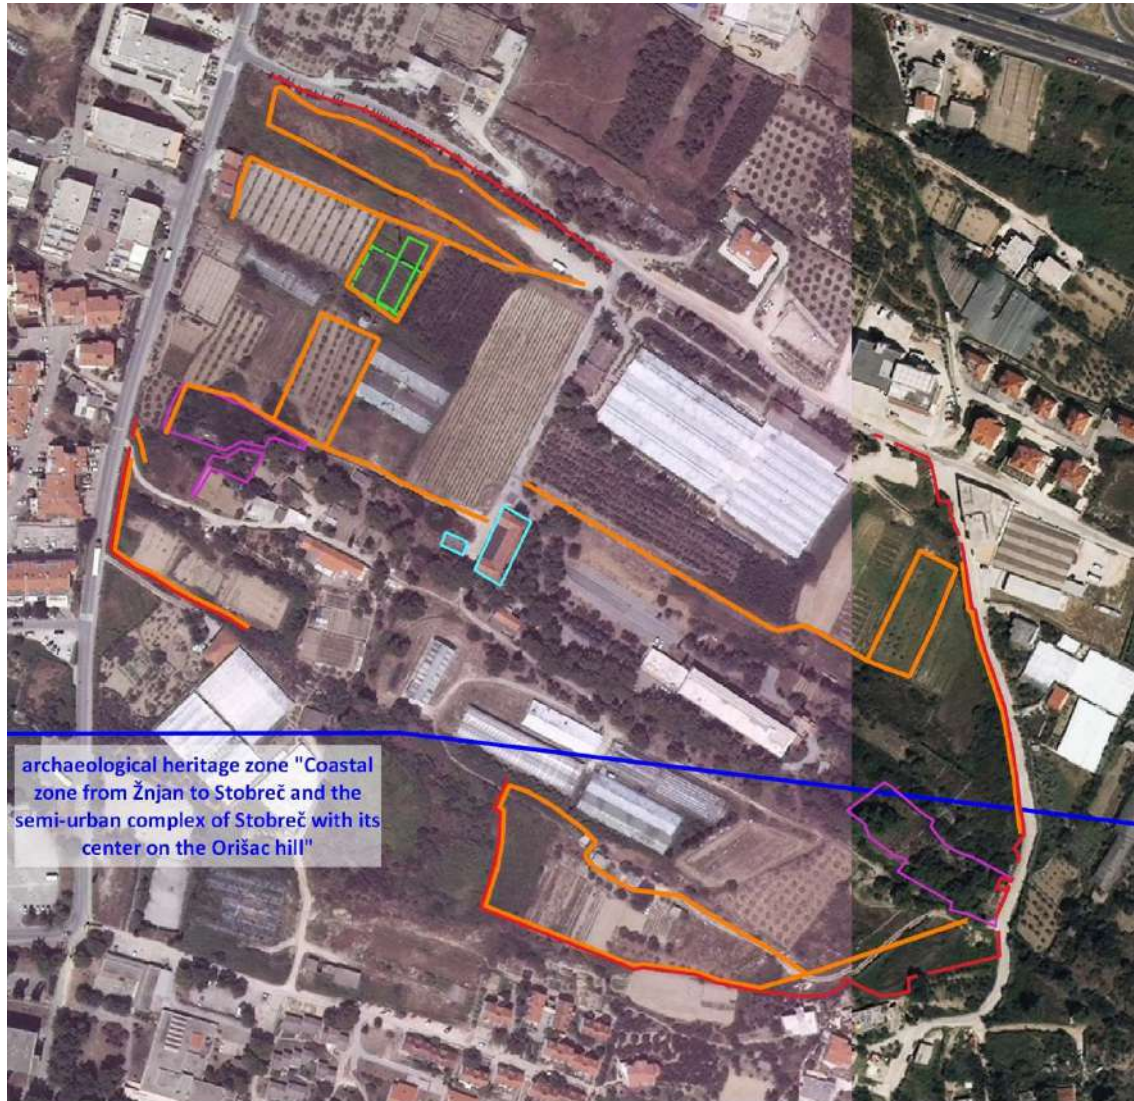 archaeological heritage zone "Coastal
zone from Žnjan to Stobreč and the
semi-urban complex of Stobreč with its
center on the Orišac hill"